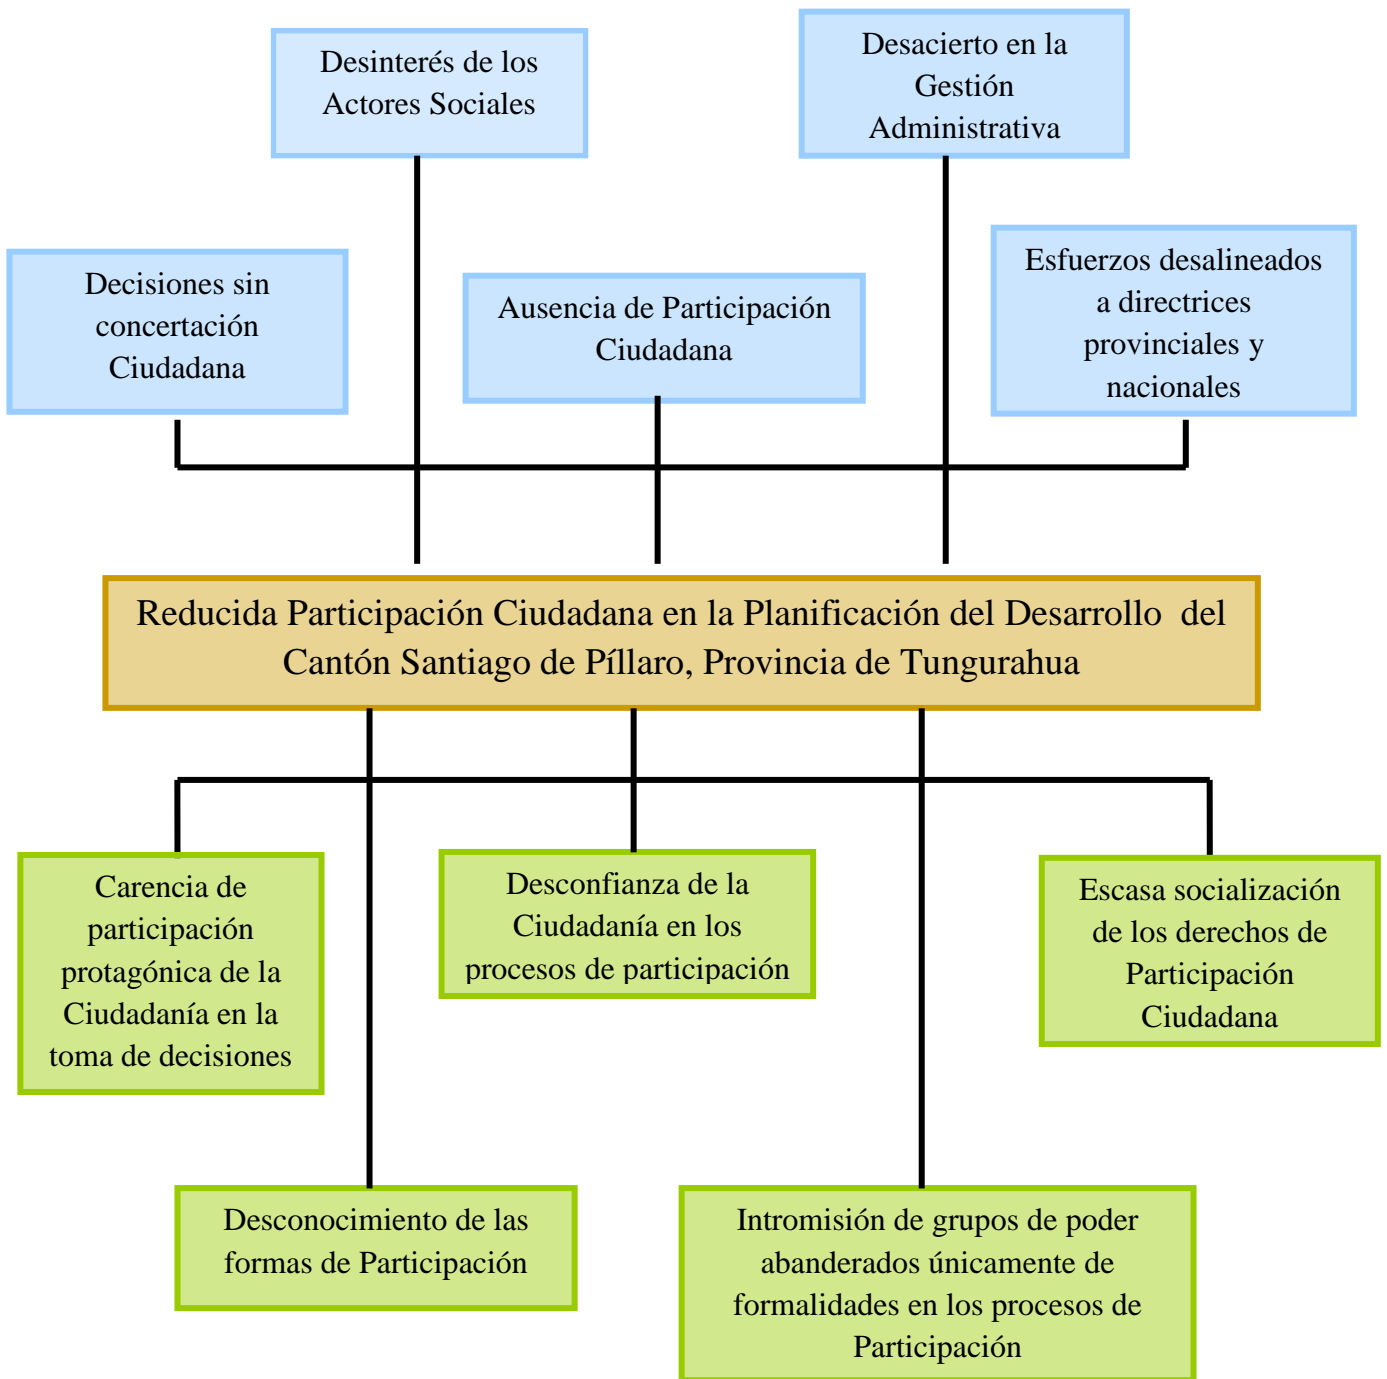 Desinterés de los
Actores Sociales
Desacierto en la
Gestión
Administrativa
Decisiones sin
concertación
Ciudadana
Ausencia de Participación
Ciudadana
Esfuerzos desalineados
a directrices
provinciales y
nacionales
Reducida Participación Ciudadana en la Planificación del Desarrollo  del
Cantón Santiago de Píllaro, Provincia de Tungurahua
Carencia de
participación
protagónica de la
Ciudadanía en la
toma de decisiones
Desconfianza de la
Ciudadanía en los
procesos de participación
Escasa socialización
de los derechos de
Participación
Ciudadana
Desconocimiento de las
formas de Participación
Intromisión de grupos de poder
abanderados únicamente de
formalidades en los procesos de
Participación